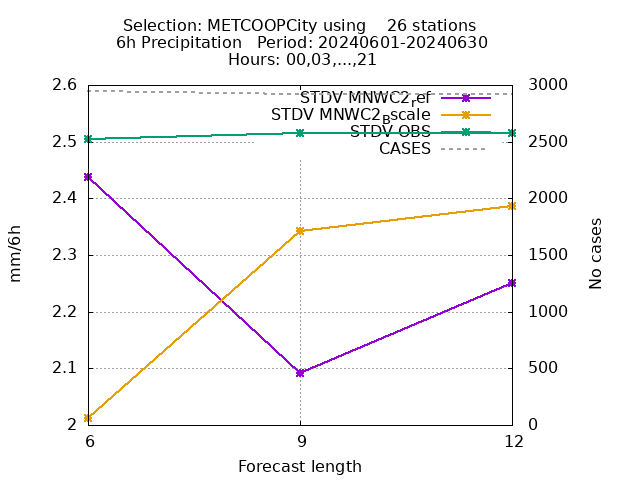 Selection: METCOOPCity using    26 stations
6h Precipitation   Period: 20240601-20240630
Hours: 00,03,...,21
2.6
3000
STDV MNWC2ref
STDV MNWC2Bscale
STDV OBS
CASES
2.5
2500
2.4
2000
2.3
1500
2.2
1000
2.1
500
2
0
mm/6h
No cases
6
9
12
Forecast length